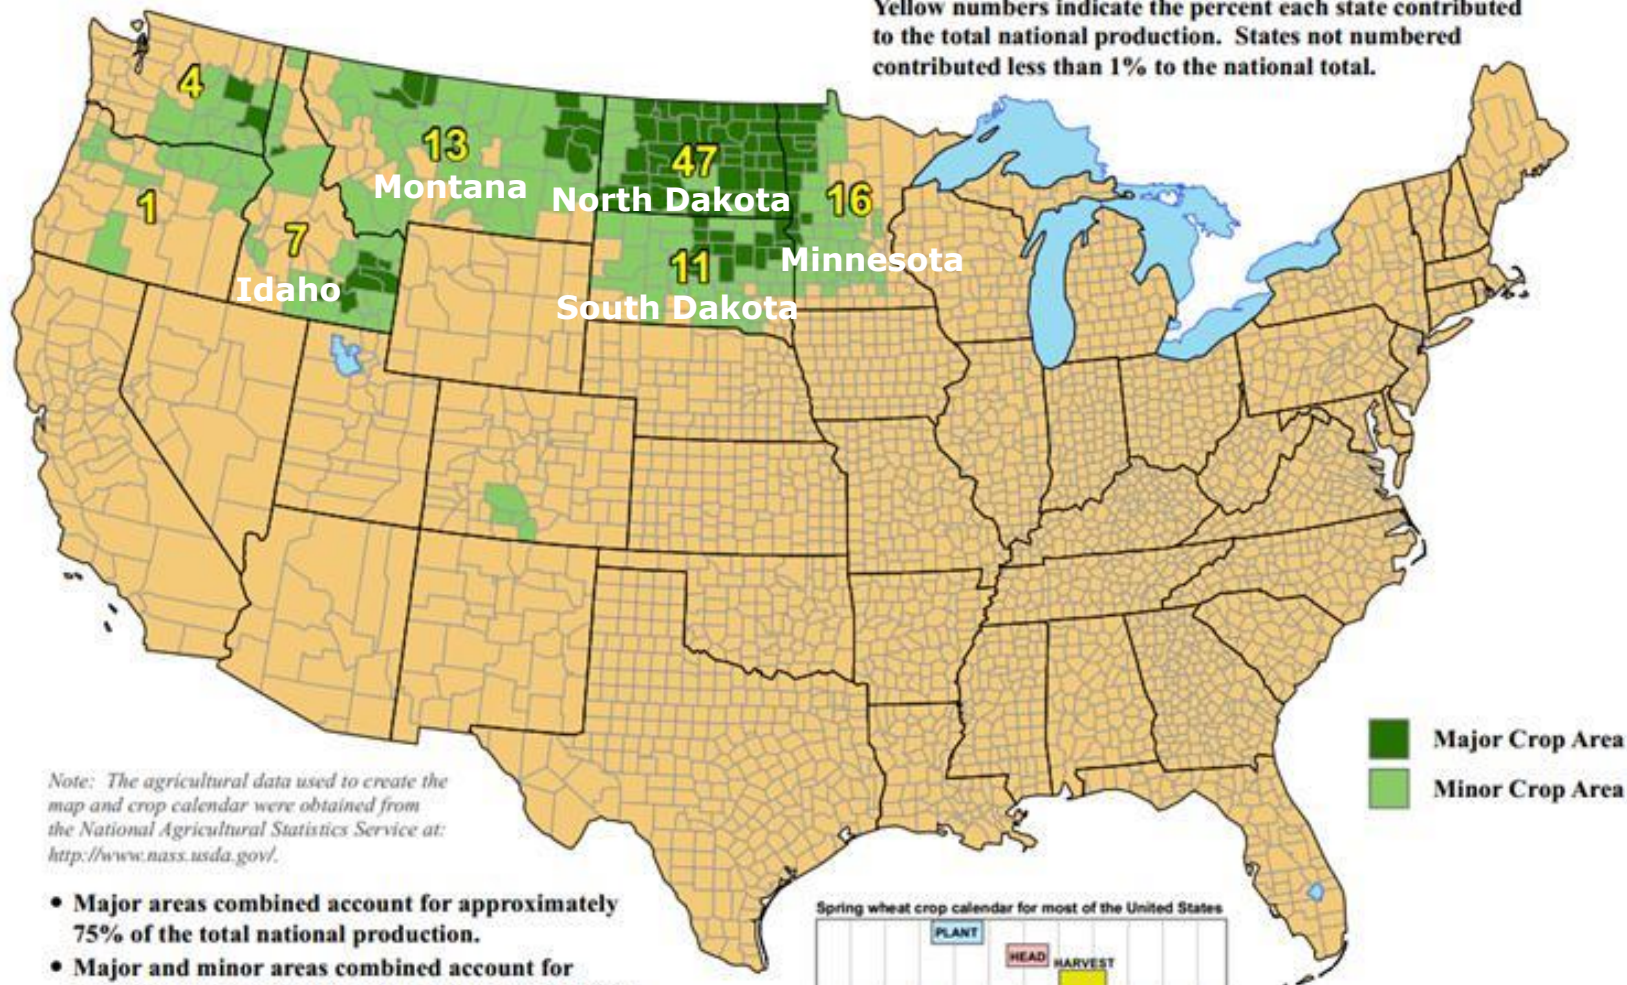 Yellow numbers indicate the percent each state contributed
to the total national production. States not numbered
contributed less than 1% to the national total.
4
13
47
Montana
North Dakota
16
1
7
11
Minnesota
Idaho
South Dakota
Major Crop Area
Minor Crop Area
Note: The agricultural data used to create the
map and crop calendar were obtained from
the National Agricultural Statistics Service at:
http://www.nass.usda.gov/.
• Major areas combined account for approximately
75% of the total national production.
• Major and minor areas combined account for
Spring wheat crop calendar for most of the United States
PLANT
HEAD
HARVEST